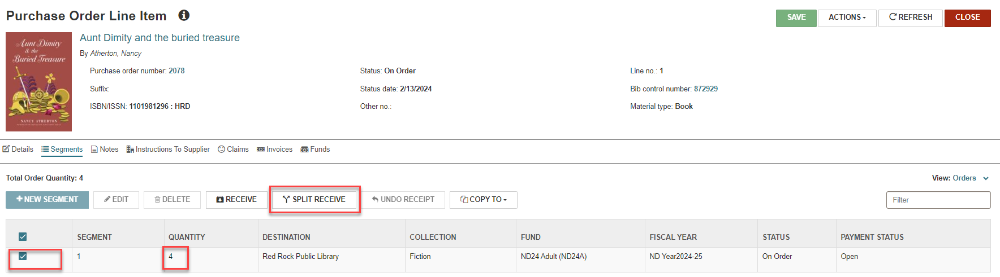 Purchase Order Line Item
SAVE ACTIONS REFRESH CLOSE
Aunt Dimity
& the
Buried Treasure
NANCY ATHERTON
Aunt Dimity and the buried treasure
By Atherton, Nancy
Purchase order number: 2078 Status: On Order Line no.: 1
Suffix: Status date: 2/13/2024 Bib control number: 872929
ISBN/ISSN: 1101981296 : HRD Other no.: Material type: Book
Details Segments Notes Instructions To Supplier Claims Invoices Funds
Total Order Quantity: 4 View: Orders
+NEW SEGMENT EDIT DELETE RECEIVE SPLIT RECEIVE UNDO RECEIPT COPY TO Filter
SEGMENT QUANTITY DESTINATION COLLECTION FUND FISCAL YEAR STATUS PAYMENT STATUS
1 4 Red Rock Public Library Fiction ND24 Adult (ND24A) ND Year2024-25 On Order Open